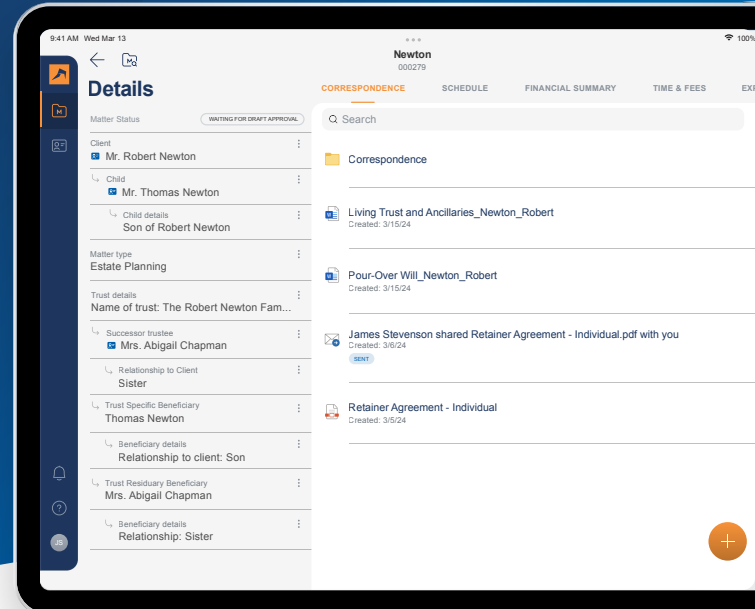 9:41 AM Wed Mar 13
100%
M
Newton
000279
Details
CORRESPONDENCE
SCHEDULE
FINANCIAL SUMMARY
TIME & FEES
EX
Matter Status
WAITING FOR DRAFT APPROVAL
Search
Client
Mr. Robert Newton
Child
Mr. Thomas Newton
Child details
Son of Robert Newton
Matter type
Estate Planning
Trust details
Name of trust: The Robert Newton Fam...
Successor trustee
Mrs. Abigail Chapman
Relationship to Client
Sister
Trust Specific Beneficiary
Thomas Newton
Beneficiary details
Relationship to client: Son
Trust Residuary Beneficiary
Mrs. Abigail Chapman
Beneficiary details
Relationship: Sister
Correspondence
Living Trust and Ancillaries_Newton_Robert
Created: 3/15/24
Pour-Over Will_Newton_Robert
Created: 3/15/24
James Stevenson shared Retainer Agreement - Individual.pdf with you
Created: 3/6/24
SENT
Retainer Agreement - Individual
Created: 3/5/24
M
?
JS